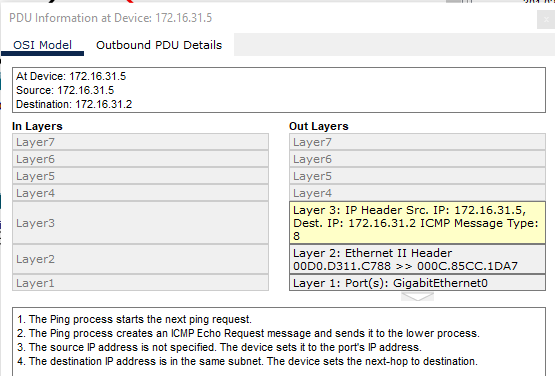 PDU Information at Device: 172.16.31.5
OSI Model Outbound PDU Details
At Device: 172.16.31.5
Source: 172.16.31.5
Destination: 172.16.31.2
In Layers
Layer7
Layer6
Layer5
Layer4
Layer3
Layer2
Layer1
Out Layers
Layer7
Layer6
Layer5
Layer4
Layer 3: IP Header Src. IP: 172.16.31.5,
Dest. IP: 172.16.31.2 ICMP Message Type:
8
Layer 2: Ethernet II Header
00D0.D311.C788 >> 000C.85CC.1DA7
Layer 1: Port(s): GigabitEthernet0
1. The Ping process starts the next ping request.
2. The Ping process creates an ICMP Echo Request message and sends it to the lower process.
3. The source IP address is not specified. The device sets it to the port's IP address.
4. The destination IP address is in the same subnet. The device sets the next-hop to destination.